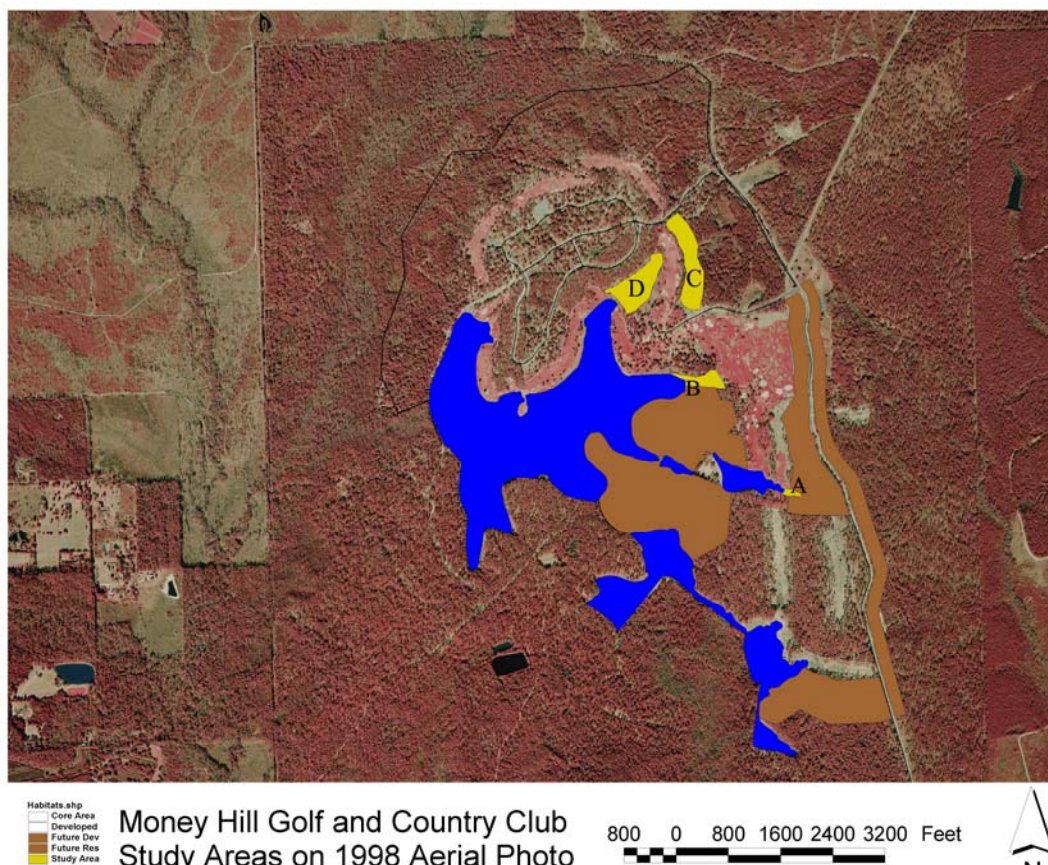 D
C
B
A
Habitats.shp
Core Area
Developed
Future Dev
Future Res
Study Area
Money Hill Golf and Country Club
Study Areas on 1998 Aerial Photo
800 0 800 1600 2400 3200 Feet
N